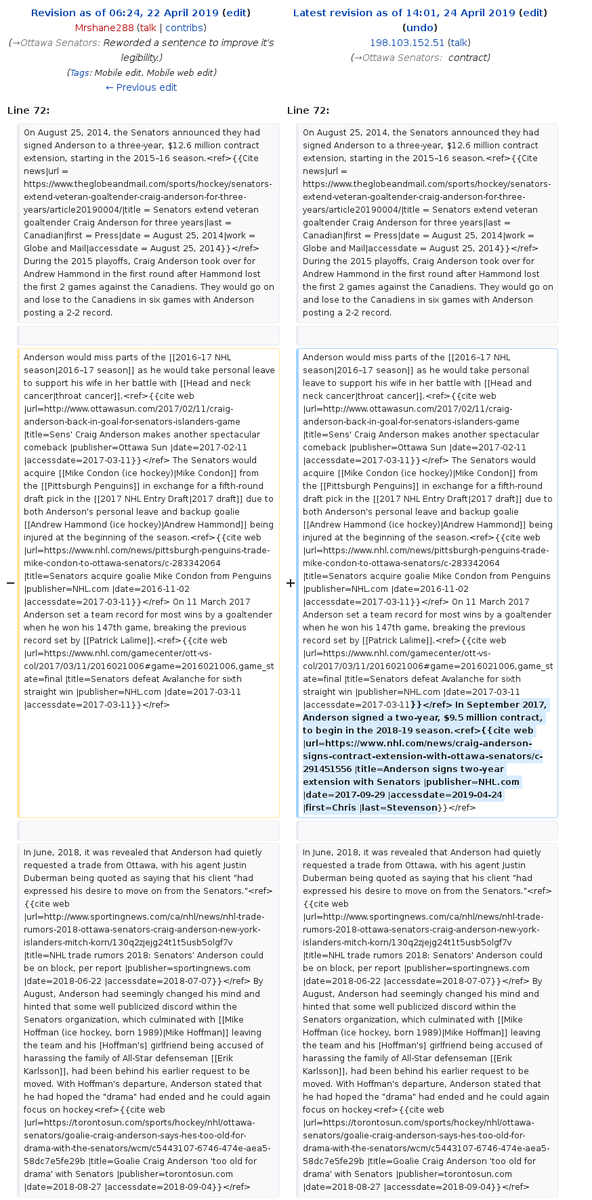 Revision as of 06:24, 22 April 2019 (edit)
Mrshane288 (talk | contribs)
(→Ottawa Senators: Reworded a sentence to improve it's
legibility.)
(Tags: Mobile edit, Mobile web edit)
← Previous edit
Latest revision as of 14:01, 24 April 2019 (edit)
(undo)
198.103.152.51 (talk)
(→Ottawa Senators: contract)
Line 72:
Line 72:
On August 25, 2014, the Senators announced they had
signed Anderson to a three-year, $12.6 million contract
extension, starting in the 2015–16 season.<ref>{{Cite
news|url =
https://www.theglobeandmail.com/sports/hockey/senators-
extend-veteran-goaltender-craig-anderson-for-three-
years/article20190004/|title = Senators extend veteran
goaltender Craig Anderson for three years|last =
Canadian|first = Press|date = August 25, 2014|work =
Globe and Mail|accessdate = August 25, 2014}}</ref>
During the 2015 playoffs, Craig Anderson took over for
Andrew Hammond in the first round after Hammond lost
the first 2 games against the Canadiens. They would go on
and lose to the Canadiens in six games with Anderson
posting a 2-2 record.
On August 25, 2014, the Senators announced they had
signed Anderson to a three-year, $12.6 million contract
extension, starting in the 2015–16 season.<ref>{{Cite
news|url =
https://www.theglobeandmail.com/sports/hockey/senators-
extend-veteran-goaltender-craig-anderson-for-three-
years/article20190004/|title = Senators extend veteran
goaltender Craig Anderson for three years|last =
Canadian|first = Press|date = August 25, 2014|work =
Globe and Mail|accessdate = August 25, 2014}}</ref>
During the 2015 playoffs, Craig Anderson took over for
Andrew Hammond in the first round after Hammond lost
the first 2 games against the Canadiens. They would go on
and lose to the Canadiens in six games with Anderson
posting a 2-2 record.
−
Anderson would miss parts of the [[2016–17 NHL
season|2016–17 season]] as he would take personal leave
to support his wife in her battle with [[Head and neck
cancer|throat cancer]].<ref>{{cite web
|url=http://www.ottawasun.com/2017/02/11/craig-
anderson-back-in-goal-for-senators-islanders-game
|title=Sens' Craig Anderson makes another spectacular
comeback |publisher=Ottawa Sun |date=2017-02-11
|accessdate=2017-03-11}}</ref> The Senators would
acquire [[Mike Condon (ice hockey)|Mike Condon]] from
the [[Pittsburgh Penguins]] in exchange for a fifth-round
draft pick in the [[2017 NHL Entry Draft|2017 draft]] due to
both Anderson's personal leave and backup goalie
[[Andrew Hammond (ice hockey)|Andrew Hammond]] being
injured at the beginning of the season.<ref>{{cite web
|url=https://www.nhl.com/news/pittsburgh-penguins-trade-
mike-condon-to-ottawa-senators/c-283342064
|title=Senators acquire goalie Mike Condon from Penguins
|publisher=NHL.com |date=2016-11-02
|accessdate=2017-03-11}}</ref> On 11 March 2017
Anderson set a team record for most wins by a goaltender
when he won his 147th game, breaking the previous
record set by [[Patrick Lalime]].<ref>{{cite web
|url=https://www.nhl.com/gamecenter/ott-vs-
col/2017/03/11/2016021006#game=2016021006,game_st
ate=final |title=Senators defeat Avalanche for sixth
straight win |publisher=NHL.com |date=2017-03-11
|accessdate=2017-03-11}}</ref>
+
Anderson would miss parts of the [[2016–17 NHL
season|2016–17 season]] as he would take personal leave
to support his wife in her battle with [[Head and neck
cancer|throat cancer]].<ref>{{cite web
|url=http://www.ottawasun.com/2017/02/11/craig-
anderson-back-in-goal-for-senators-islanders-game
|title=Sens' Craig Anderson makes another spectacular
comeback |publisher=Ottawa Sun |date=2017-02-11
|accessdate=2017-03-11}}</ref> The Senators would
acquire [[Mike Condon (ice hockey)|Mike Condon]] from
the [[Pittsburgh Penguins]] in exchange for a fifth-round
draft pick in the [[2017 NHL Entry Draft|2017 draft]] due to
both Anderson's personal leave and backup goalie
[[Andrew Hammond (ice hockey)|Andrew Hammond]] being
injured at the beginning of the season.<ref>{{cite web
|url=https://www.nhl.com/news/pittsburgh-penguins-trade-
mike-condon-to-ottawa-senators/c-283342064
|title=Senators acquire goalie Mike Condon from Penguins
|publisher=NHL.com |date=2016-11-02
|accessdate=2017-03-11}}</ref> On 11 March 2017
Anderson set a team record for most wins by a goaltender
when he won his 147th game, breaking the previous
record set by [[Patrick Lalime]].<ref>{{cite web
|url=https://www.nhl.com/gamecenter/ott-vs-
col/2017/03/11/2016021006#game=2016021006,game_st
ate=final |title=Senators defeat Avalanche for sixth
straight win |publisher=NHL.com |date=2017-03-11
|accessdate=2017-03-11}}</ref> In September 2017,
Anderson signed a two-year, $9.5 million contract,
to begin in the 2018-19 season.<ref>{{cite web
|url=https://www.nhl.com/news/craig-anderson-
signs-contract-extension-with-ottawa-senators/c-
291451556 |title=Anderson signs two-year
extension with Senators |publisher=NHL.com
|date=2017-09-29 |accessdate=2019-04-24
|first=Chris |last=Stevenson}}</ref>
In June, 2018, it was revealed that Anderson had quietly
requested a trade from Ottawa, with his agent Justin
Duberman being quoted as saying that his client "had
expressed his desire to move on from the Senators."<ref>
{{cite web
|url=http://www.sportingnews.com/ca/nhl/news/nhl-trade-
rumors-2018-ottawa-senators-craig-anderson-new-york-
islanders-mitch-korn/130q2zjejg24t1t5usb5olgf7v
|title=NHL trade rumors 2018: Senators' Anderson could
be on block, per report |publisher=sportingnews.com
|date=2018-06-22 |accessdate=2018-07-07}}</ref> By
August, Anderson had seemingly changed his mind and
hinted that some well publicized discord within the
Senators organization, which culminated with [[Mike
Hoffman (ice hockey, born 1989)|Mike Hoffman]] leaving
the team and his [Hoffman's] girlfriend being accused of
harassing the family of All-Star defenseman [[Erik
Karlsson]], had been behind his earlier request to be
moved. With Hoffman's departure, Anderson stated that
he had hoped the "drama" had ended and he could again
focus on hockey.<ref>{{cite web
|url=https://torontosun.com/sports/hockey/nhl/ottawa-
senators/goalie-craig-anderson-says-hes-too-old-for-
drama-with-the-senators/wcm/c5443107-6746-474e-aea5-
58dc7e5fe29b |title=Goalie Craig Anderson 'too old for
drama' with Senators |publisher=torontosun.com
|date=2018-08-27 |accessdate=2018-09-04}}</ref>
In June, 2018, it was revealed that Anderson had quietly
requested a trade from Ottawa, with his agent Justin
Duberman being quoted as saying that his client "had
expressed his desire to move on from the Senators."<ref>
{{cite web
|url=http://www.sportingnews.com/ca/nhl/news/nhl-trade-
rumors-2018-ottawa-senators-craig-anderson-new-york-
islanders-mitch-korn/130q2zjejg24t1t5usb5olgf7v
|title=NHL trade rumors 2018: Senators' Anderson could
be on block, per report |publisher=sportingnews.com
|date=2018-06-22 |accessdate=2018-07-07}}</ref> By
August, Anderson had seemingly changed his mind and
hinted that some well publicized discord within the
Senators organization, which culminated with [[Mike
Hoffman (ice hockey, born 1989)|Mike Hoffman]] leaving
the team and his [Hoffman's] girlfriend being accused of
harassing the family of All-Star defenseman [[Erik
Karlsson]], had been behind his earlier request to be
moved. With Hoffman's departure, Anderson stated that
he had hoped the "drama" had ended and he could again
focus on hockey.<ref>{{cite web
|url=https://torontosun.com/sports/hockey/nhl/ottawa-
senators/goalie-craig-anderson-says-hes-too-old-for-
drama-with-the-senators/wcm/c5443107-6746-474e-aea5-
58dc7e5fe29b |title=Goalie Craig Anderson 'too old for
drama' with Senators |publisher=torontosun.com
|date=2018-08-27 |accessdate=2018-09-04}}</ref>